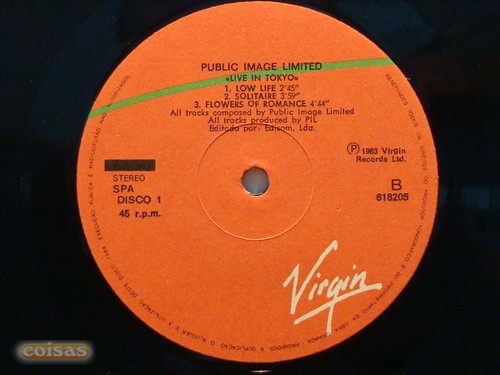 PUBLIC IMAGE LIMITED
«LIVE IN TOKYO»
1. LOW LIFE 2'45"
2. SOLITAIRE 3'59"
3. FLOWERS OF ROMANCE 4'44"
All tracks composed by Public Image Limited
All tracks produced by PIL
Editado por: Edisom, Lda.
STEREO
SPA
DISCO 1
45 r.p.m.
Ⓟ 1983 Virgin
Records Ltd.
B
618205
Virgin
coisas